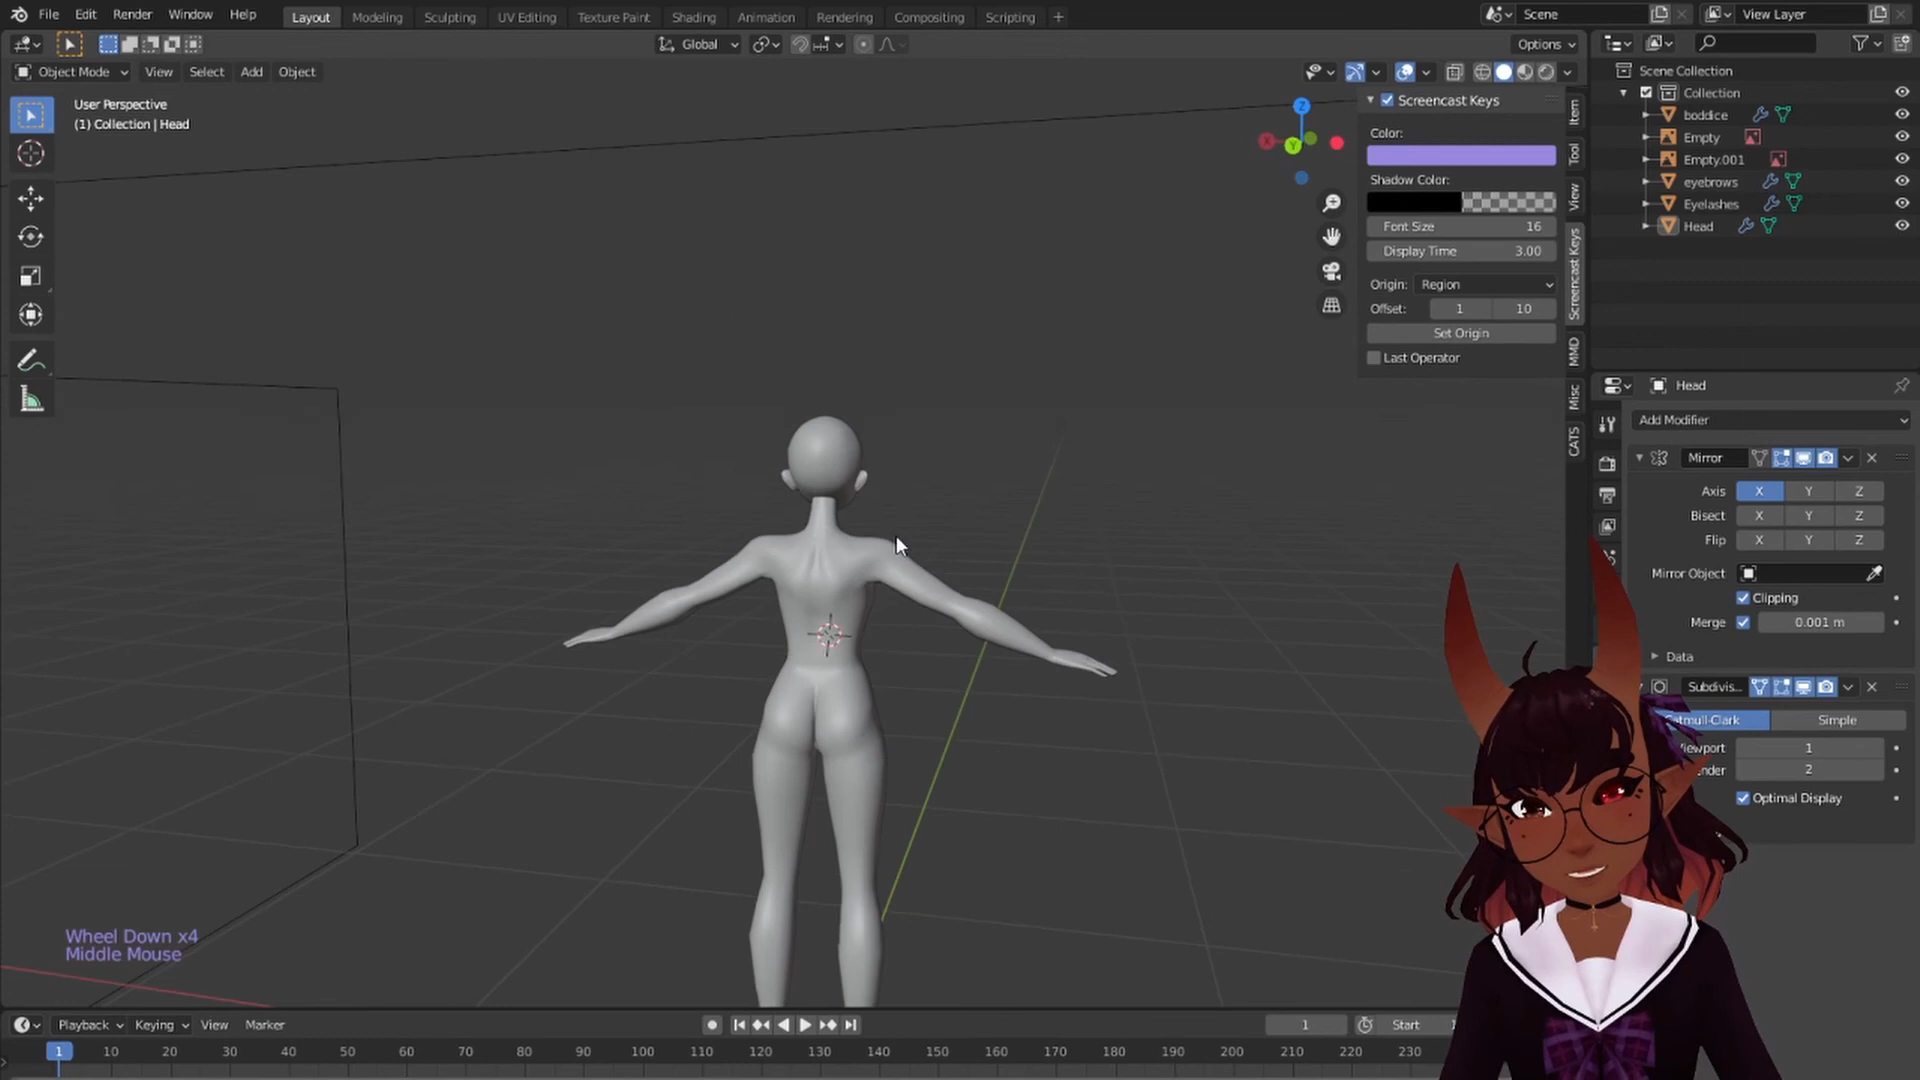 File Edit Render Window Help Layout Modeling Sculpting UV Editing Texture Paint Shading Animation Rendering Compositing Scripting + Scene View Layer
Global Options
Object Mode View Select Add Object
User Perspective
(1) Collection | Head
Z
X
Y
Screencast Keys
Color:
Shadow Color:
Font Size 16
Display Time 3.00
Origin: Region
Offset: 1 10
Set Origin
Last Operator
Item
Tool
View
Screencast Keys
MMD
Misc
CATS
Scene Collection
Collection
boddice
Empty
Empty.001
eyebrows
Eyelashes
Head
Head
Add Modifier
Mirror
Axis X Y Z
Bisect X Y Z
Flip X Y Z
Mirror Object
Clipping
Merge 0.001 m
Data
Subdivis...
Catmull-Clark Simple
Viewport 1
Render 2
Optimal Display
Wheel Down x4
Middle Mouse
Playback Keying View Marker 1 Start
1 10 20 30 40 50 60 70 80 90 100 110 120 130 140 150 160 170 180 190 200 210 220 230